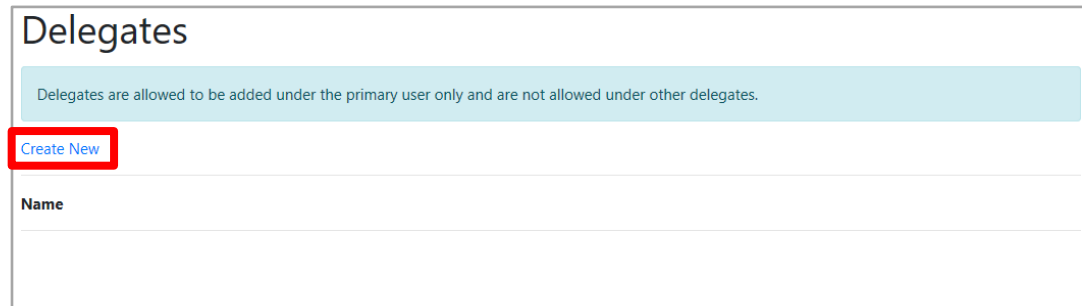 Delegates
Delegates are allowed to be added under the primary user only and are not allowed under other delegates.
Create New
Name